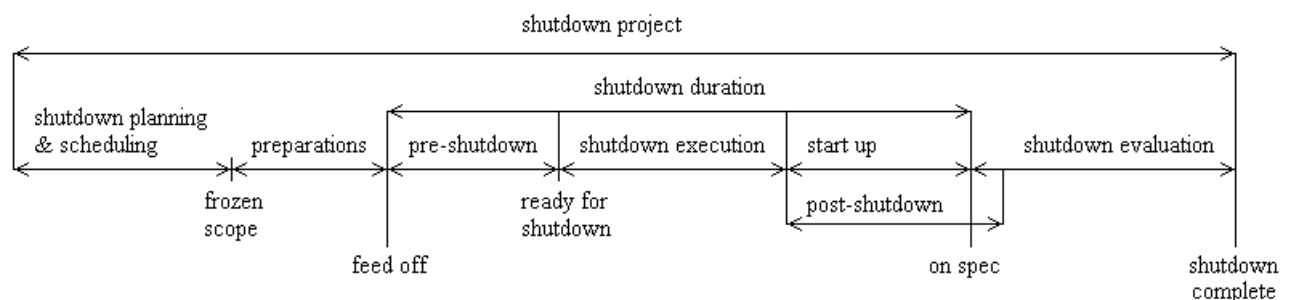 shutdown project
shutdown duration
shutdown planning
& scheduling
preparations
pre-shutdown
shutdown execution
start up
shutdown evaluation
frozen
scope
ready for
shutdown
post-shutdown
feed off
on spec
shutdown
complete